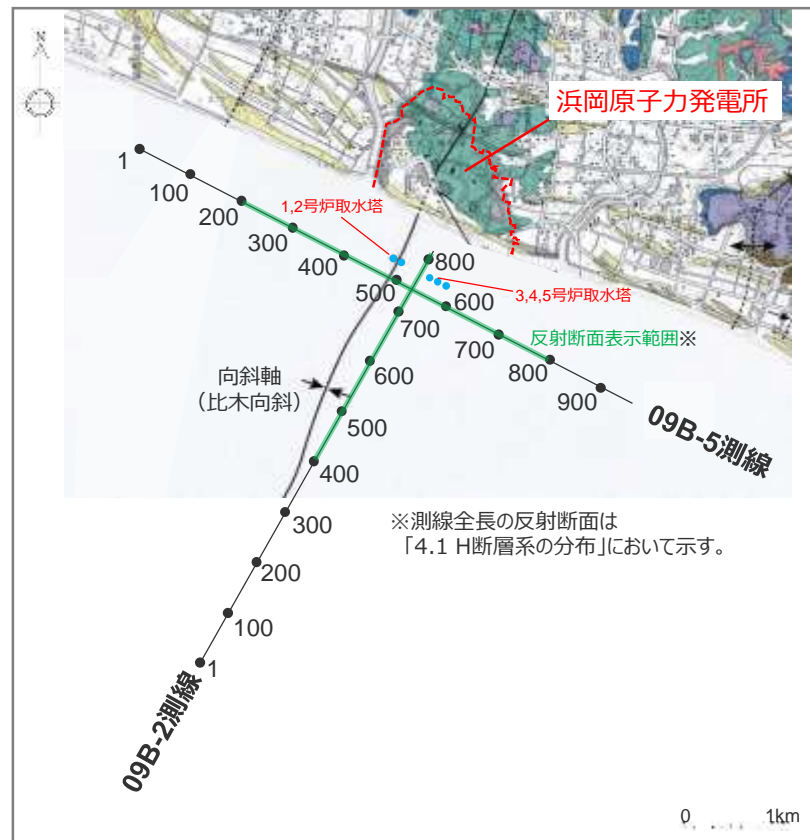 N
浜岡原子力発電所
1
100
200
300
400
500
600
700
800
900
1,2号炉取水塔
3,4,5号炉取水塔
反射断面表示範囲※
09B-5測線
800
700
600
500
400
300
200
100
1
09B-2測線
向斜軸
（比木向斜）
※測線全長の反射断面は
「4.1 H断層系の分布」において示す。
0 1km